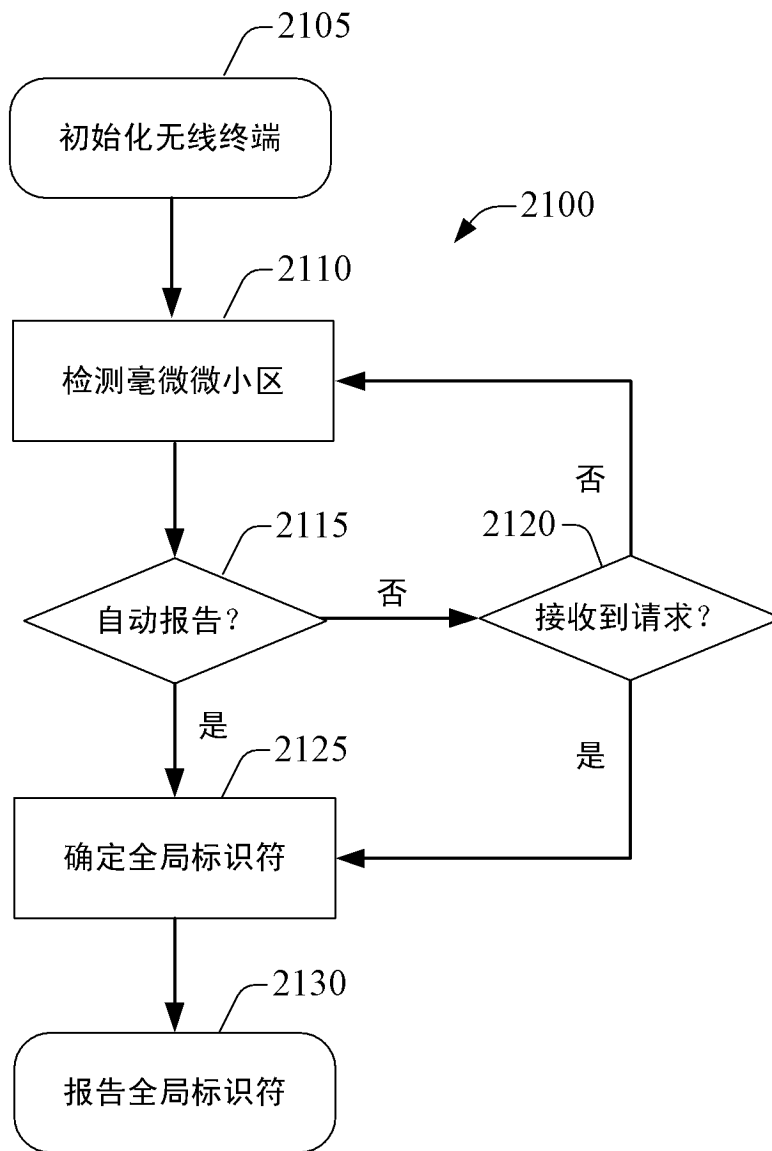 2105
初始化无线终端
2100
2110
检测毫微微小区
否
2115
2120
自动报告？
否
接收到请求？
是
是
2125
确定全局标识符
2130
报告全局标识符